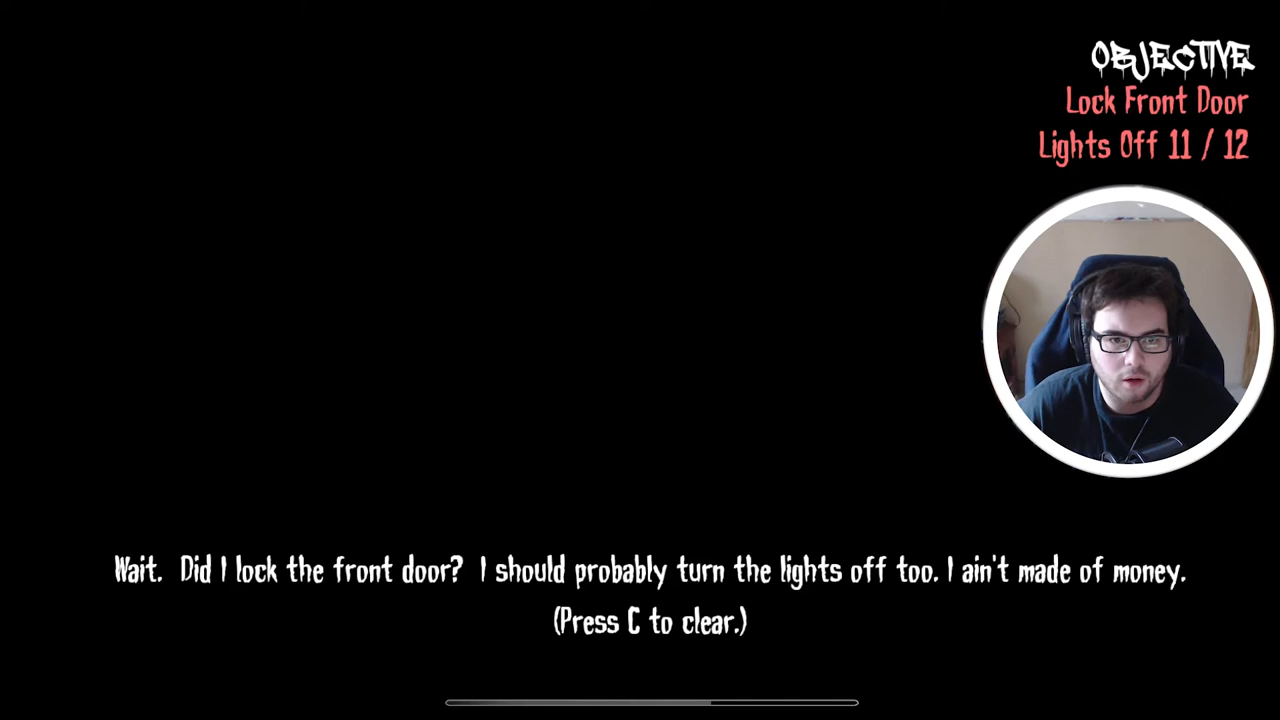 OBJECTIVE
Lock Front Door
Lights Off 11 / 12
Wait. Did I lock the front door? I should probably turn the lights off too. I ain't made of money.
(Press C to clear.)